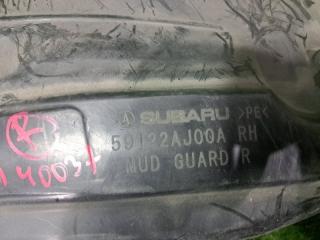 SUBARU >PE<
59122AJ00A RH
MUD GUARD R
R